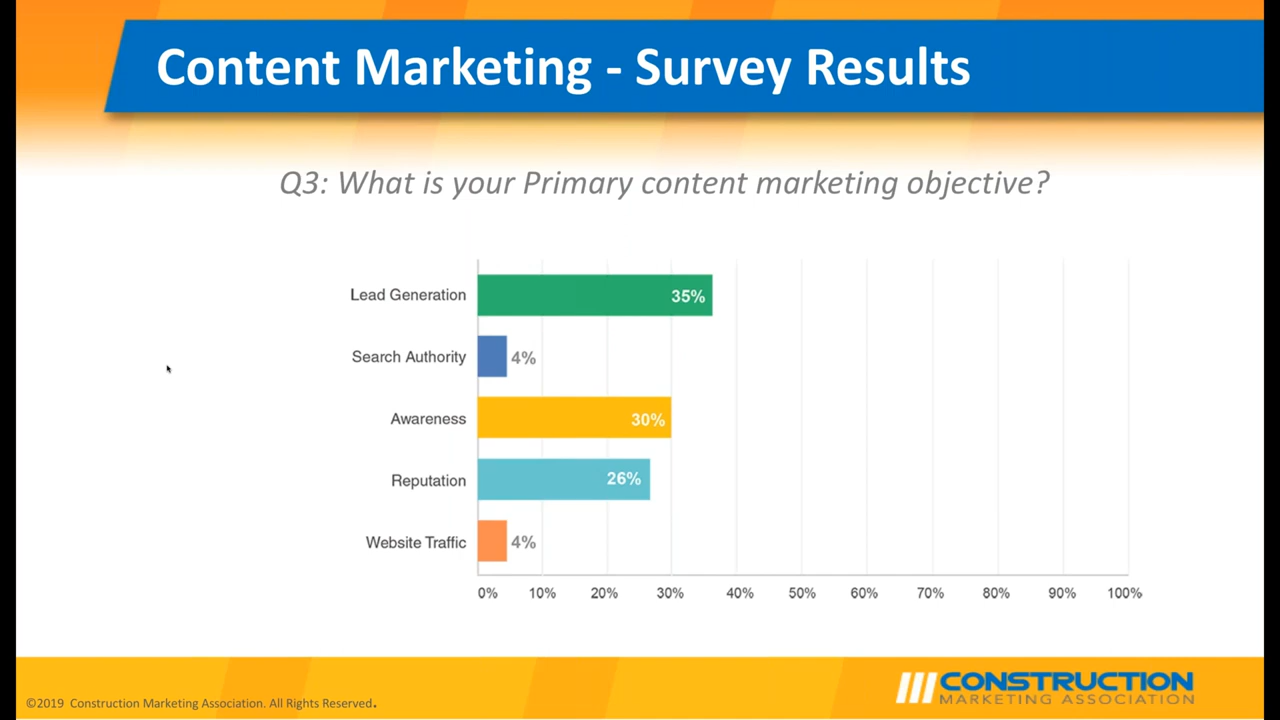 Content Marketing - Survey Results
Q3: What is your Primary content marketing objective?
Lead Generation 35%
Search Authority 4%
Awareness 30%
Reputation 26%
Website Traffic 4%
0% 10% 20% 30% 40% 50% 60% 70% 80% 90% 100%
CONSTRUCTION
MARKETING ASSOCIATION
©2019 Construction Marketing Association. All Rights Reserved.